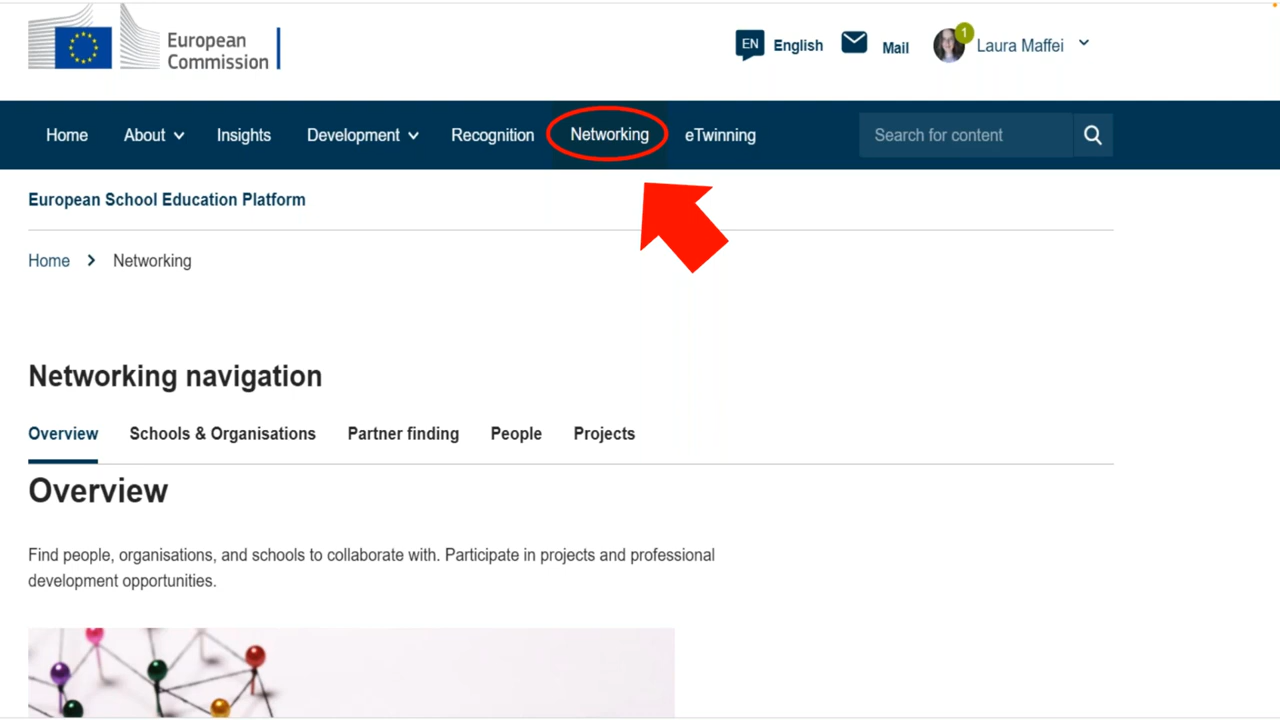 European
Commission
EN English Mail 1 Laura Maffei
Home About Insights Development Recognition Networking eTwinning Search for content
European School Education Platform
Home Networking
Networking navigation
Overview Schools & Organisations Partner finding People Projects
Overview
Find people, organisations, and schools to collaborate with. Participate in projects and professional
development opportunities.